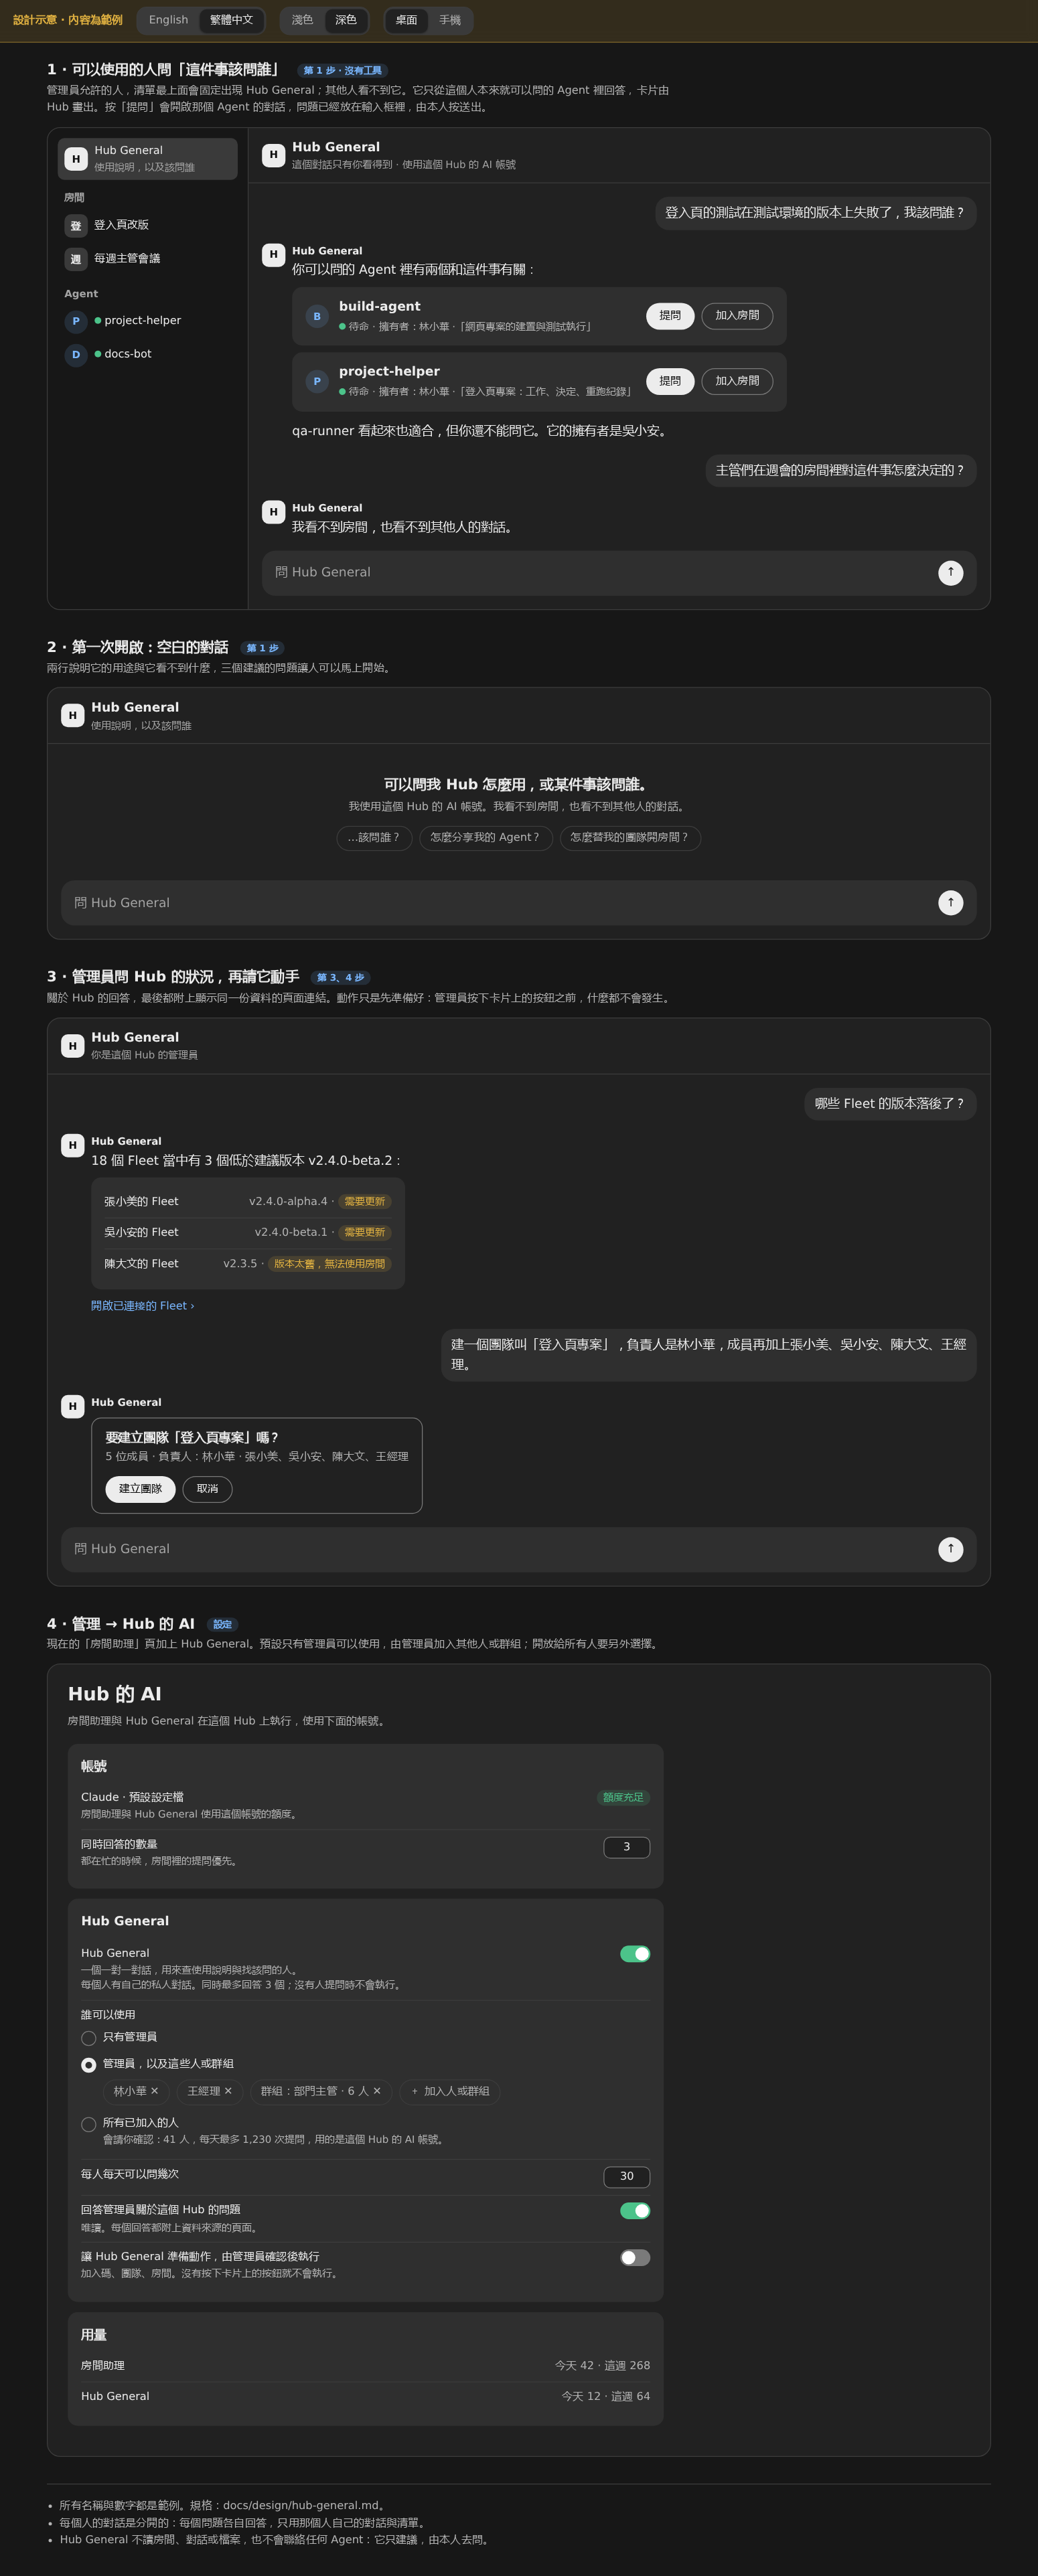 設計示意・內容為範例
English
繁體中文
淺色
深色
桌面
手機
1・可以使用的人問「這件事該問誰」 第 1 步・沒有工具
管理員允許的人，清單最上面會固定出現 Hub General；其他人看不到它。它只從這個人本來就可以問的 Agent 裡回答，卡片由
Hub 畫出。按「提問」會開啟那個 Agent 的對話，問題已經放在輸入框裡，由本人按送出。
H
Hub General
使用說明，以及該問誰
房間
登 登入頁改版
週 每週主管會議
Agent
P project-helper
D docs-bot
H
Hub General
這個對話只有你看得到・使用這個 Hub 的 AI 帳號
登入頁的測試在測試環境的版本上失敗了，我該問誰？
H
Hub General
你可以問的 Agent 裡有兩個和這件事有關：
B
build-agent
待命・擁有者：林小華・「網頁專案的建置與測試執行」
提問
加入房間
P
project-helper
待命・擁有者：林小華・「登入頁專案：工作、決定、重跑紀錄」
提問
加入房間
qa-runner 看起來也適合，但你還不能問它。它的擁有者是吳小安。
主管們在週會的房間裡對這件事怎麼決定的？
H
Hub General
我看不到房間，也看不到其他人的對話。
問 Hub General
↑
2・第一次開啟：空白的對話 第 1 步
兩行說明它的用途與它看不到什麼，三個建議的問題讓人可以馬上開始。
H
Hub General
使用說明，以及該問誰
可以問我 Hub 怎麼用，或某件事該問誰。
我使用這個 Hub 的 AI 帳號。我看不到房間，也看不到其他人的對話。
…該問誰？
怎麼分享我的 Agent？
怎麼替我的團隊開房間？
問 Hub General
↑
3・管理員問 Hub 的狀況，再請它動手 第 3、4 步
關於 Hub 的回答，最後都附上顯示同一份資料的頁面連結。動作只是先準備好：管理員按下卡片上的按鈕之前，什麼都不會發生。
H
Hub General
你是這個 Hub 的管理員
哪些 Fleet 的版本落後了？
H
Hub General
18 個 Fleet 當中有 3 個低於建議版本 v2.4.0-beta.2：
張小美的 Fleet v2.4.0-alpha.4・需要更新
吳小安的 Fleet v2.4.0-beta.1・需要更新
陳大文的 Fleet v2.3.5・版本太舊，無法使用房間
開啟已連接的 Fleet ›
建一個團隊叫「登入頁專案」，負責人是林小華，成員再加上張小美、吳小安、陳大文、王經
理。
H
Hub General
要建立團隊「登入頁專案」嗎？
5 位成員・負責人：林小華・張小美、吳小安、陳大文、王經理
建立團隊
取消
問 Hub General
↑
4・管理 → Hub 的 AI 設定
現在的「房間助理」頁加上 Hub General。預設只有管理員可以使用，由管理員加入其他人或群組；開放給所有人要另外選擇。
Hub 的 AI
房間助理與 Hub General 在這個 Hub 上執行，使用下面的帳號。
帳號
Claude・預設設定檔
額度充足
房間助理與 Hub General 使用這個帳號的額度。
同時回答的數量
3
都在忙的時候，房間裡的提問優先。
Hub General
Hub General
一個一對一對話，用來查使用說明與找該問的人。
每個人有自己的私人對話。同時最多回答 3 個；沒有人提問時不會執行。
誰可以使用
只有管理員
管理員，以及這些人或群組
林小華 ✕
王經理 ✕
群組：部門主管・6 人 ✕
＋ 加入人或群組
所有已加入的人
會請你確認：41 人，每天最多 1,230 次提問，用的是這個 Hub 的 AI 帳號。
每人每天可以問幾次
30
回答管理員關於這個 Hub 的問題
唯讀。每個回答都附上資料來源的頁面。
讓 Hub General 準備動作，由管理員確認後執行
加入碼、團隊、房間。沒有按下卡片上的按鈕就不會執行。
用量
房間助理 今天 42・這週 268
Hub General 今天 12・這週 64
• 所有名稱與數字都是範例。規格：docs/design/hub-general.md。
• 每個人的對話是分開的：每個問題各自回答，只用那個人自己的對話與清單。
• Hub General 不讀房間、對話或檔案，也不會聯絡任何 Agent：它只建議，由本人去問。